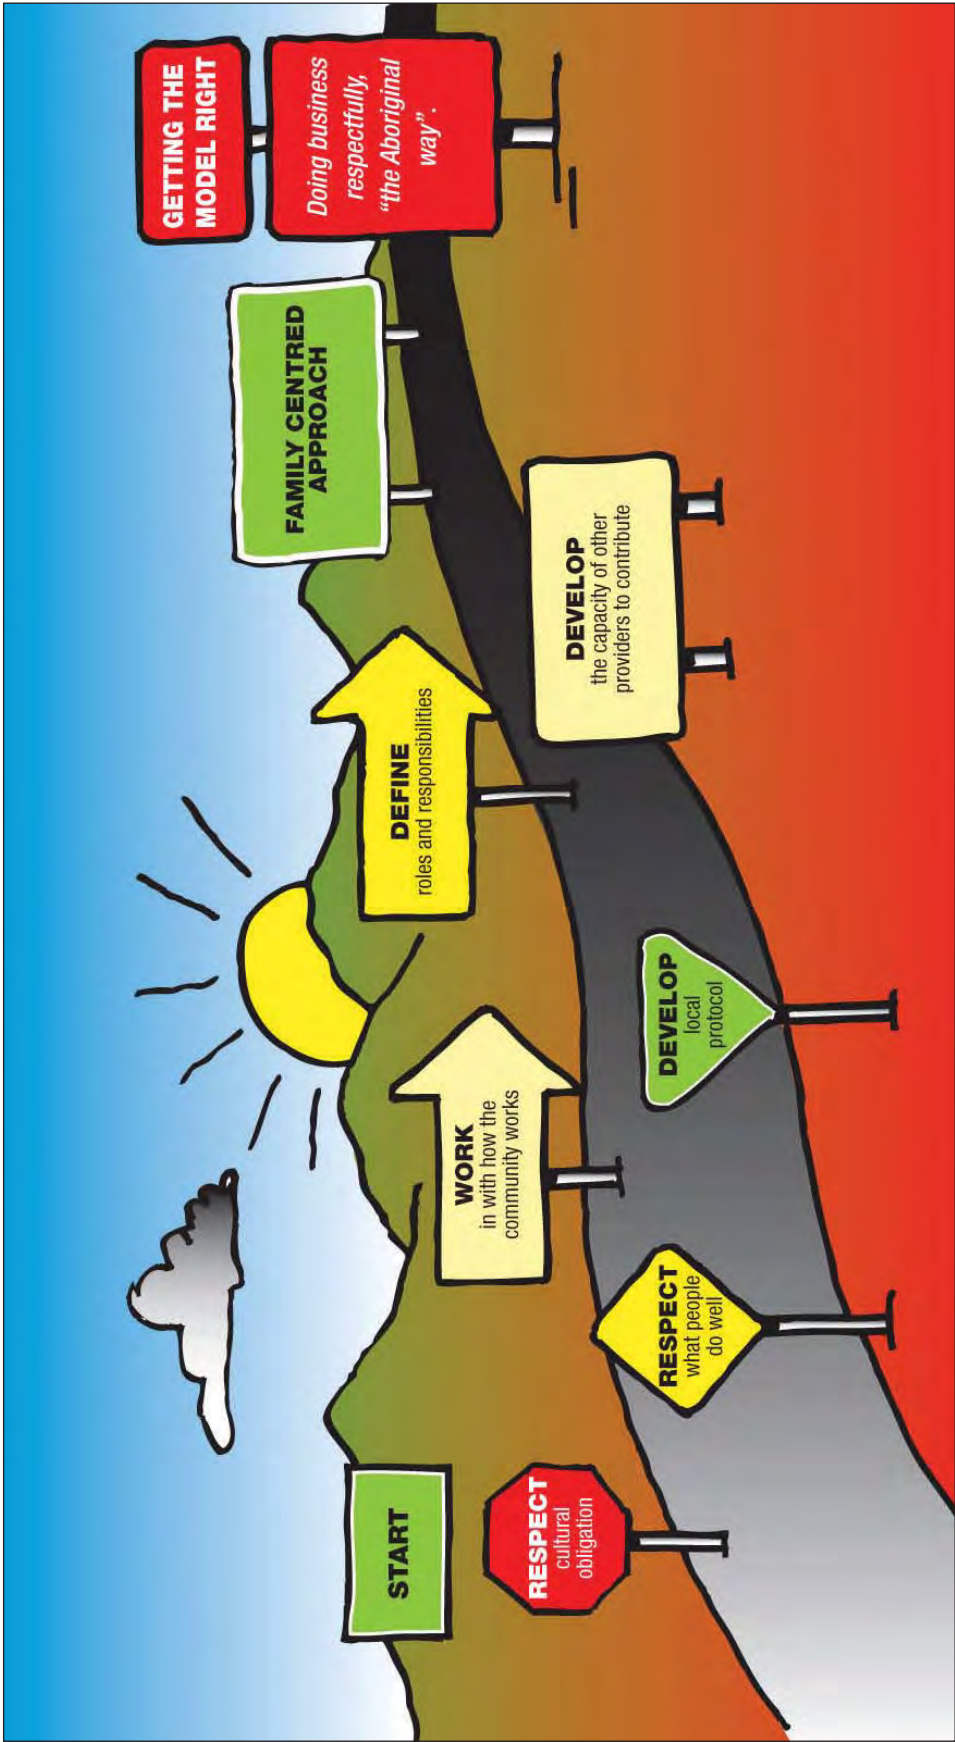 START
RESPECT
cultural
obligation
RESPECT
what people
do well
WORK
in with how the
community works
DEVELOP
local
protocol
DEFINE
roles and responsibilities
DEVELOP
the capacity of other
providers to contribute
FAMILY CENTRED
APPROACH
GETTING THE
MODEL RIGHT
Doing business
respectfully,
“the Aboriginal
way”.